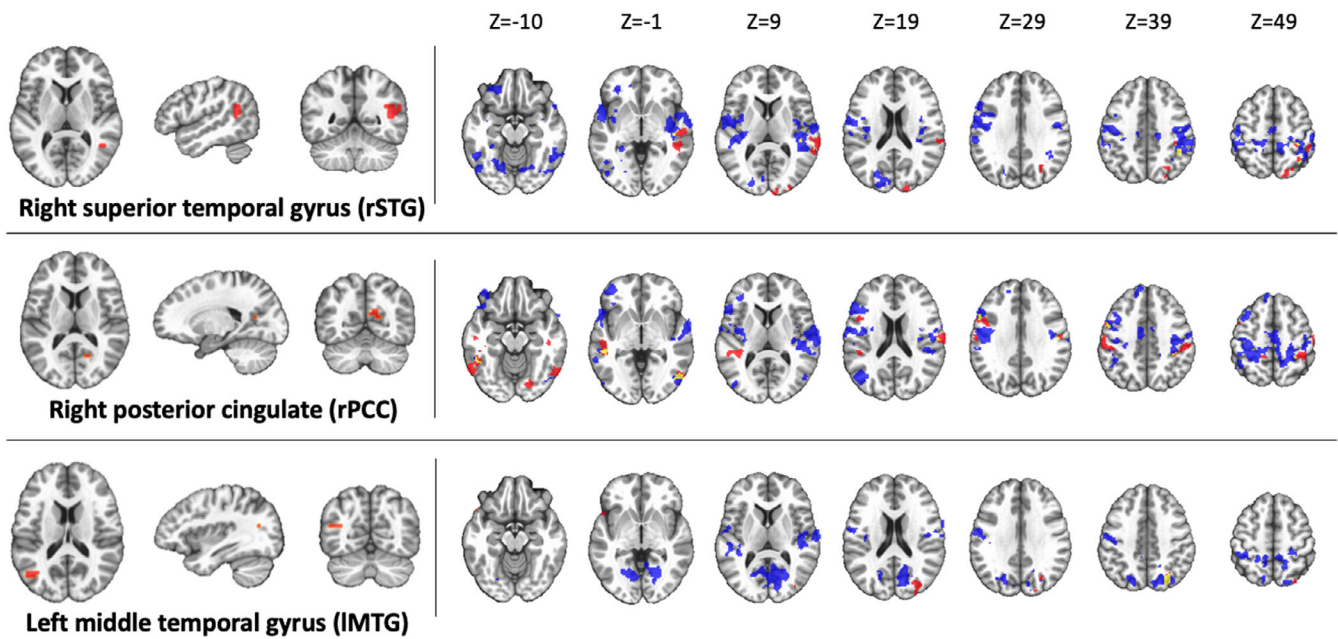 Z=-10 Z=-1 Z=9 Z=19 Z=29 Z=39 Z=49
Right superior temporal gyrus (rSTG)
Right posterior cingulate (rPCC)
Left middle temporal gyrus (lMTG)